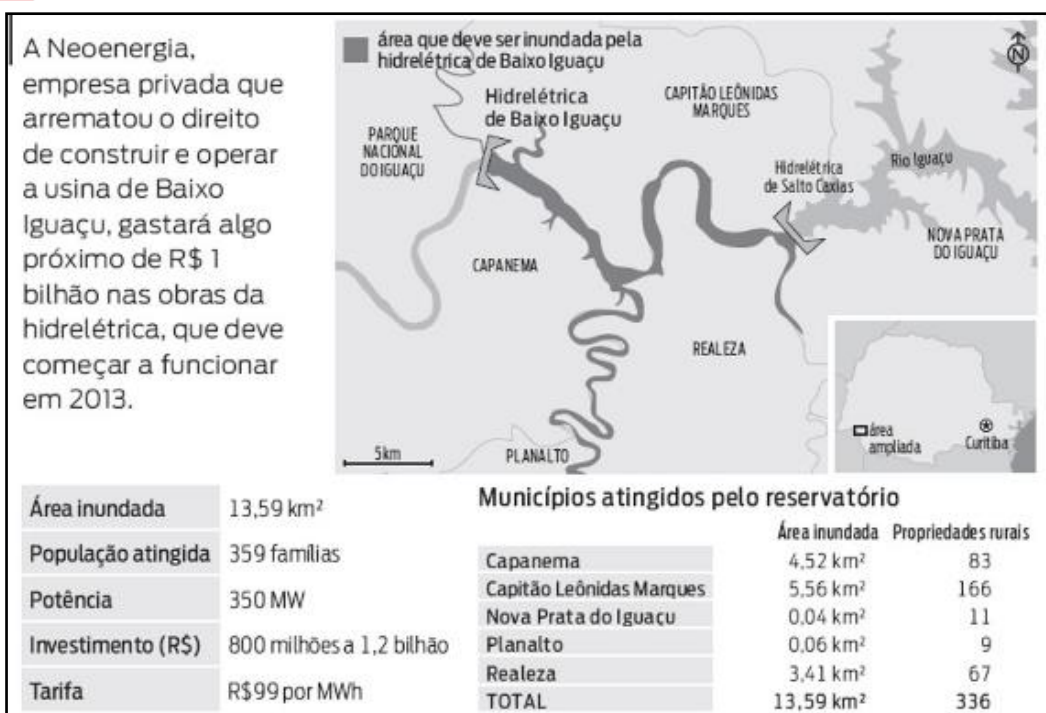 A Neoenergia,
empresa privada que
arrematou o direito
de construir e operar
a usina de Baixo
Iguaçu, gastará algo
próximo de R$ 1
bilhão nas obras da
hidrelétrica, que deve
começar a funcionar
em 2013.
área que deve ser inundada pela
hidrelétrica de Baixo Iguaçu
N
Hidrelétrica
de Baixo Iguaçu
CAPITÃO LEÔNIDAS
MARQUES
PARQUE
NACIONAL
DO IGUAÇU
Rio Iguaçu
Hidrelétrica
de Salto Caxias
NOVA PRATA
DO IGUAÇU
CAPANEMA
REALEZA
5km
PLANALTO
área
ampliada
Curitiba
Área inundada 13,59 km²
População atingida 359 famílias
Potência 350 MW
Investimento (R$) 800 milhões a 1,2 bilhão
Tarifa R$99 por MWh
Municípios atingidos pelo reservatório
Área inundada Propriedades rurais
Capanema 4,52 km² 83
Capitão Leônidas Marques 5,56 km² 166
Nova Prata do Iguaçu 0,04 km² 11
Planalto 0,06 km² 9
Realeza 3,41 km² 67
TOTAL 13,59 km² 336